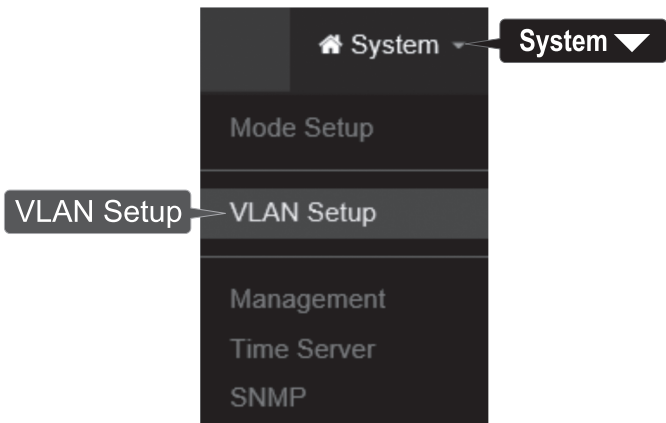 System
System
Mode Setup
VLAN Setup
VLAN Setup
Management
Time Server
SNMP